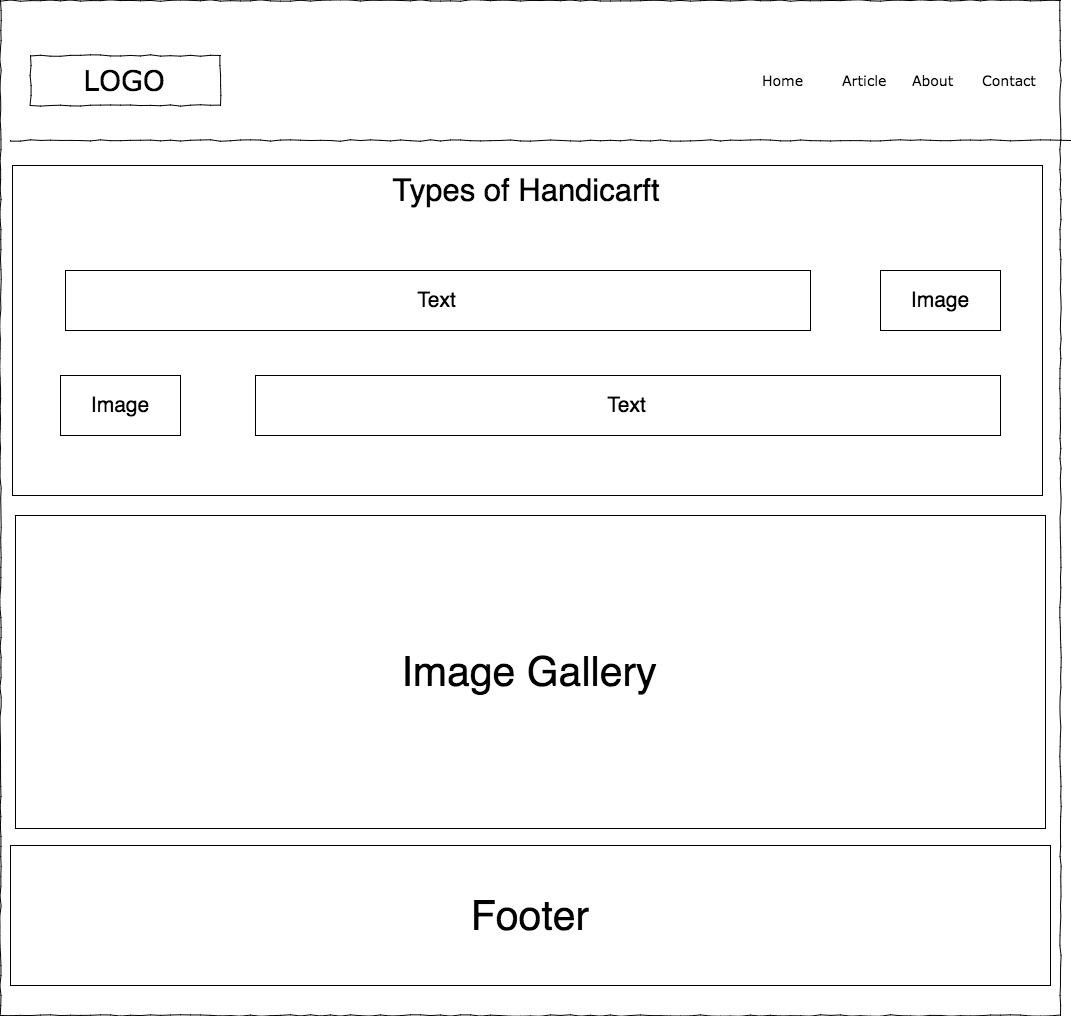 LOGO
Home Article About Contact
Types of Handicarft
Text Image
Image Text
Image Gallery
Footer